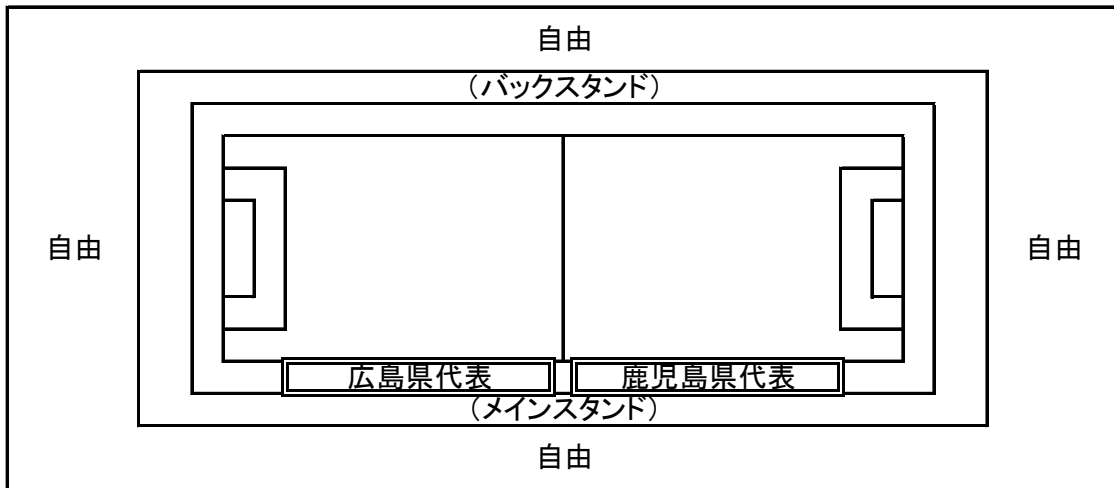 自由
（バックスタンド）
自由
自由
広島県代表
鹿児島県代表
（メインスタンド）
自由